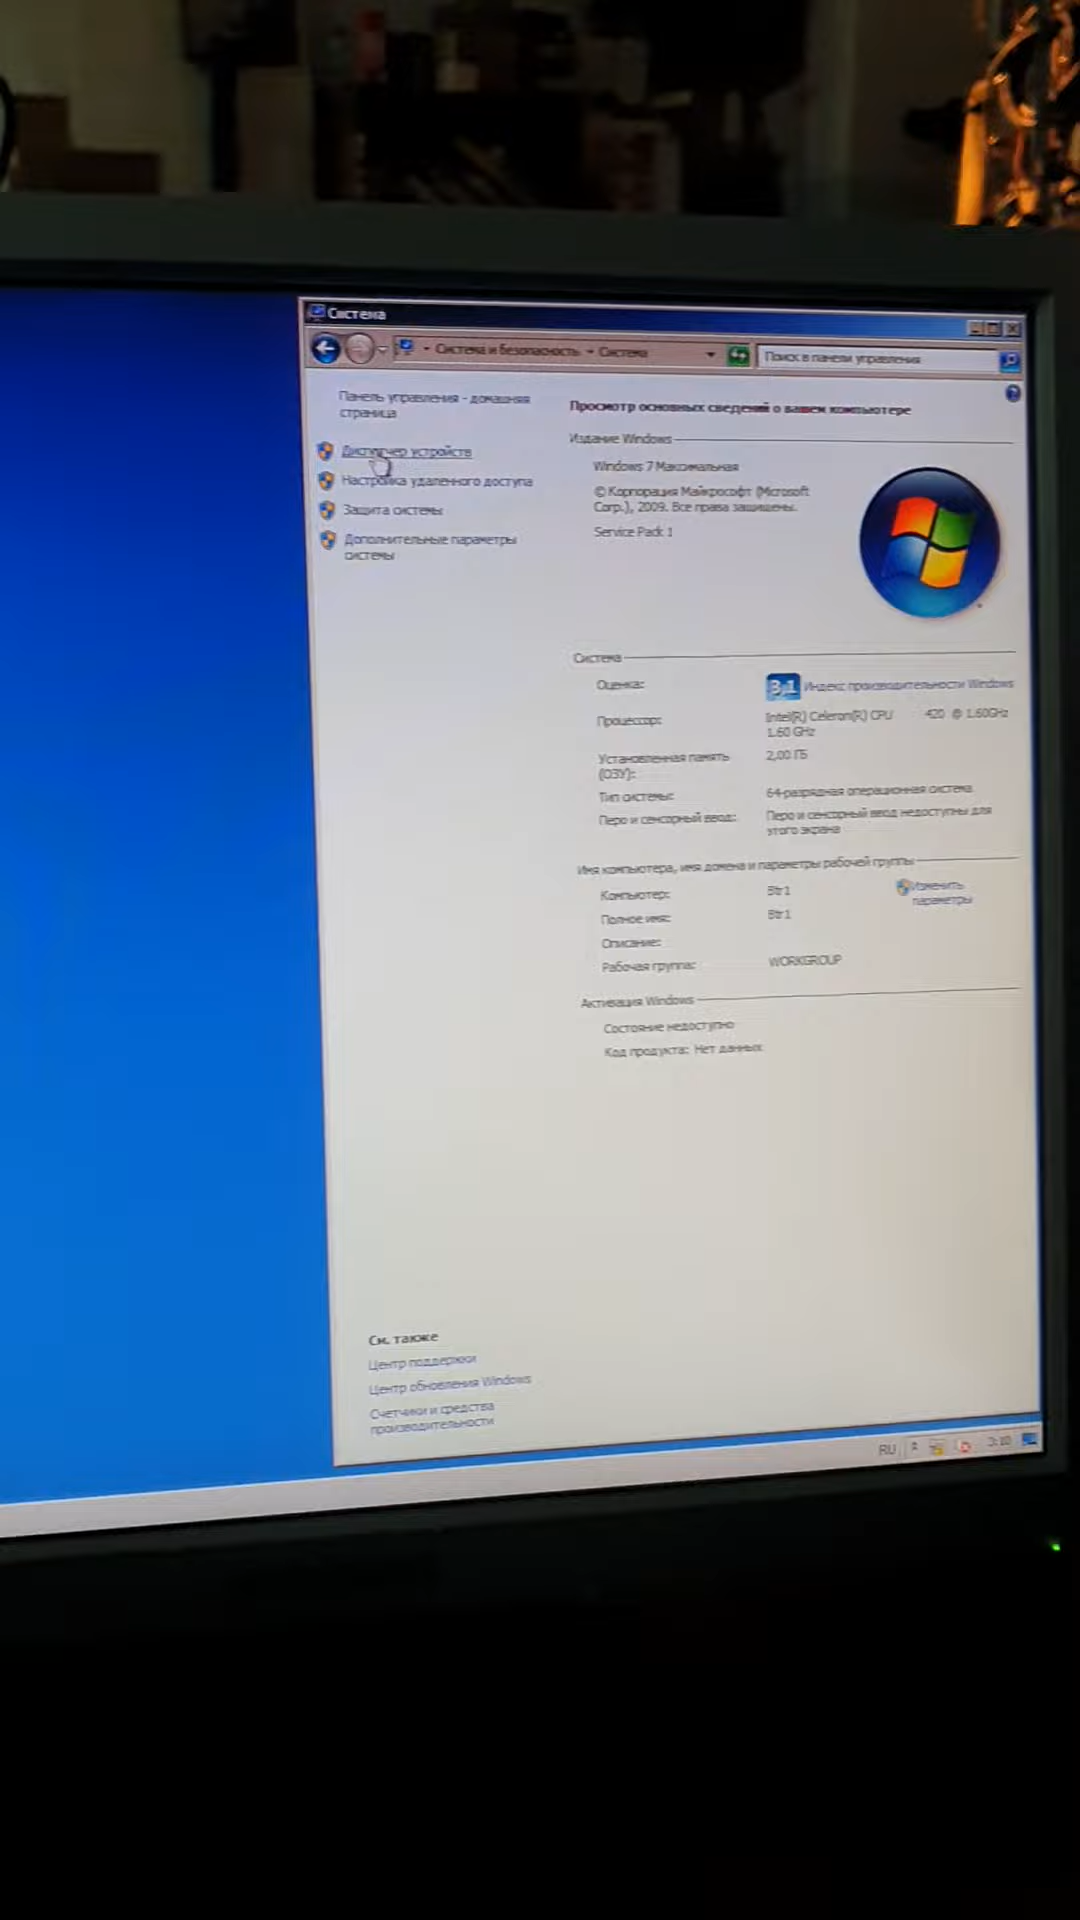 Система
Система и безопасность
Система
Поиск в панели управления
Панель управления - домашняя
страница
Диспетчер устройств
Настройка удаленного доступа
Защита системы
Дополнительные параметры
системы
Просмотр основных сведений о вашем компьютере
Издание Windows
Windows 7 Максимальная
© Корпорация Майкрософт (Microsoft
Corp.), 2009. Все права защищены.
Service Pack 1
Система
Оценка:
3,1 Индекс производительности Windows
Процессор:
Intel(R) Celeron(R) CPU 420 @ 1.60GHz
1.60 GHz
Установленная память
(ОЗУ):
2,00 ГБ
Тип системы:
64-разрядная операционная система
Перо и сенсорный ввод:
Перо и сенсорный ввод недоступны для
этого экрана
Имя компьютера, имя домена и параметры рабочей группы
Компьютер:
Btr1
Изменить
параметры
Полное имя:
Btr1
Описание:
Рабочая группа:
WORKGROUP
Активация Windows
Состояние недоступно
Код продукта: Нет данных
См. также
Центр поддержки
Центр обновления Windows
Счетчики и средства
производительности
RU
3:10